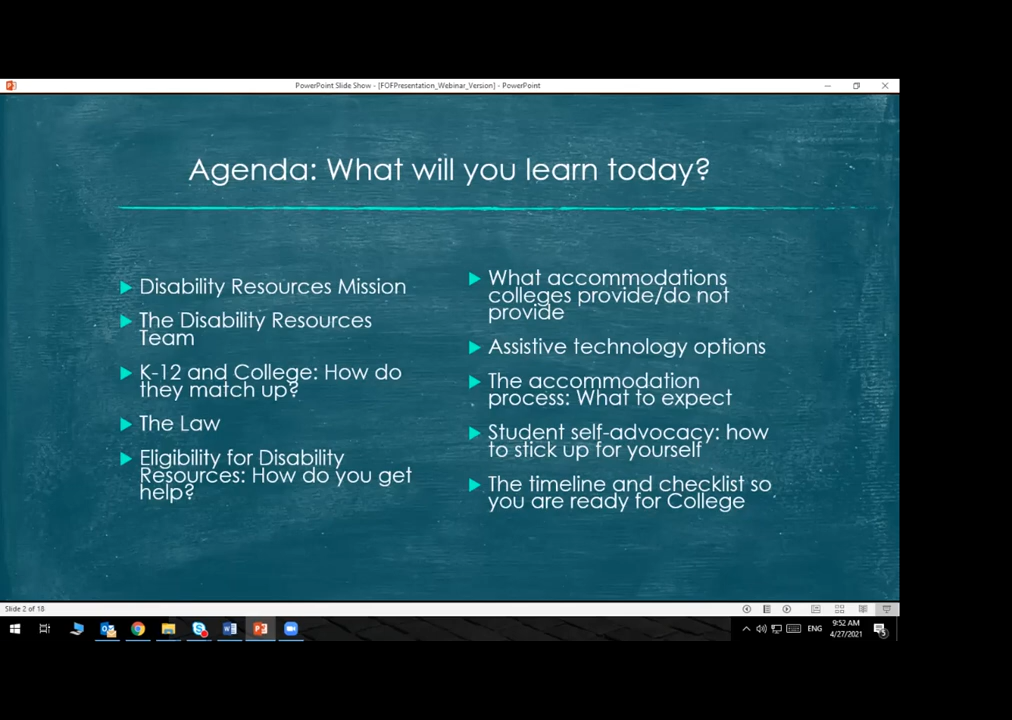 PowerPoint Slide Show - [FOFPresentation_Webinar_Version] - PowerPoint
Agenda: What will you learn today?
Disability Resources Mission
The Disability Resources
Team
K-12 and College: How do
they match up?
The Law
Eligibility for Disability
Resources: How do you get
help?
What accommodations
colleges provide/do not
provide
Assistive technology options
The accommodation
process: What to expect
Student self-advocacy: how
to stick up for yourself
The timeline and checklist so
you are ready for College
Slide 2 of 18
ENG
9:52 AM
4/27/2021
5